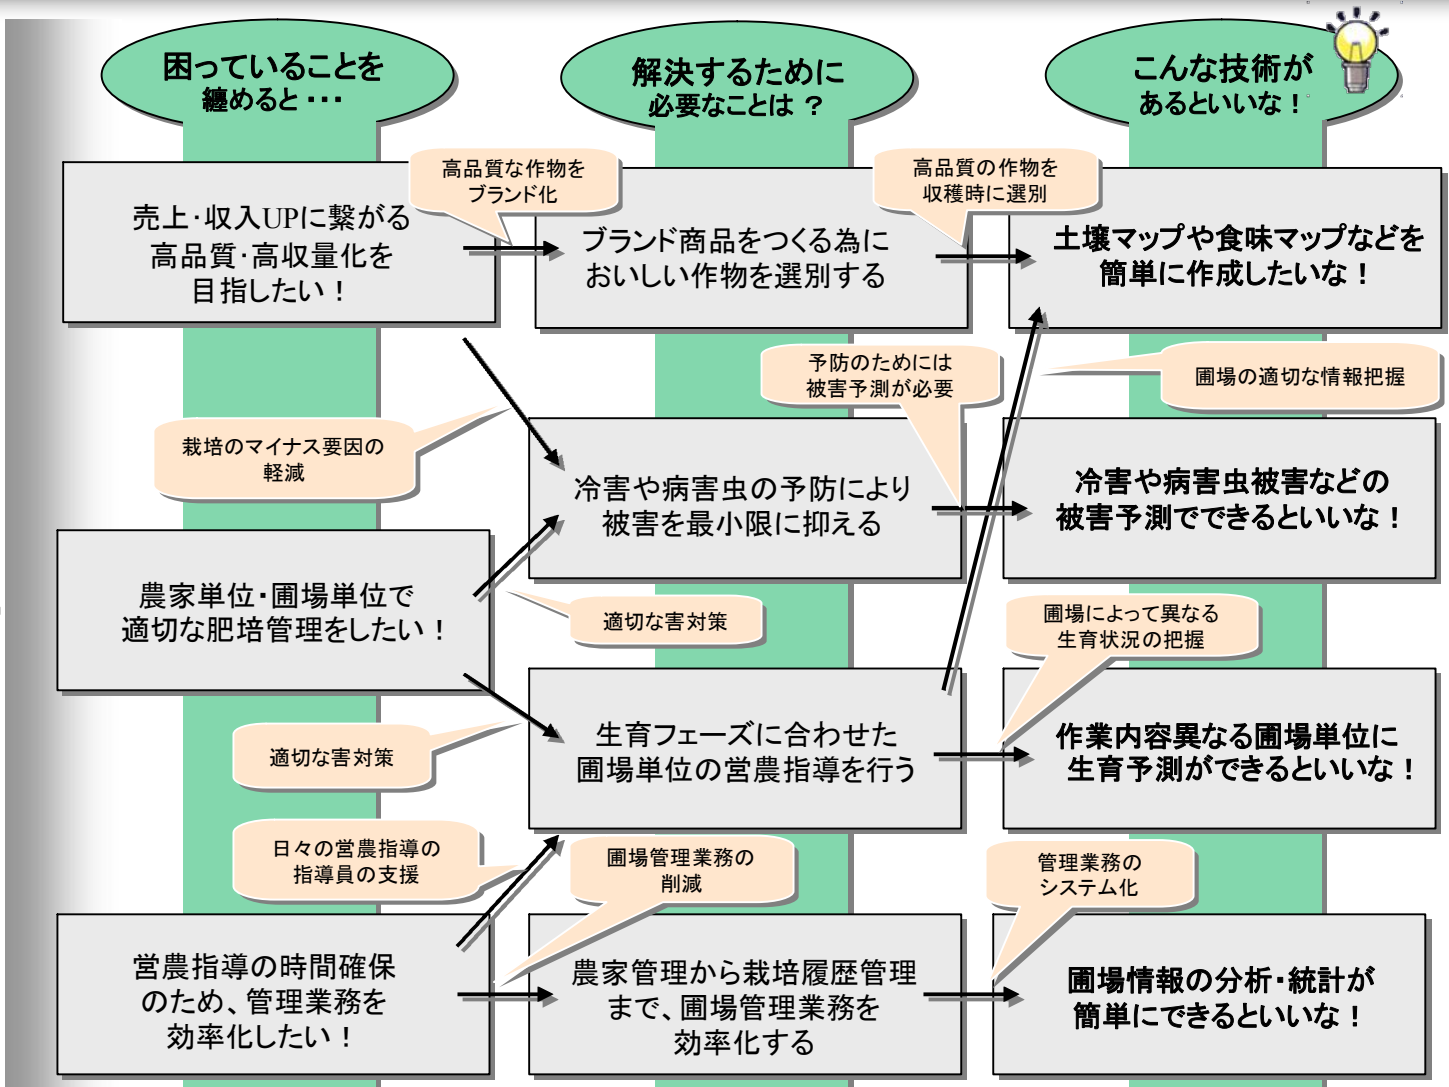 困っていることを
纏めると・・・
解決するために
必要なことは？
こんな技術が
あるといいな！
高品質な作物を
ブランド化
高品質の作物を
収穫時に選別
売上・収入UPに繋がる
高品質・高収量化を
目指したい！
ブランド商品をつくる為に
おいしい作物を選別する
土壌マップや食味マップなどを
簡単に作成したいな！
予防のためには
被害予測が必要
圃場の適切な情報把握
栽培のマイナス要因の
軽減
冷害や病害虫の予防により
被害を最小限に抑える
冷害や病害虫被害などの
被害予測でできるといいな！
農家単位・圃場単位で
適切な肥培管理をしたい！
適切な害対策
圃場によって異なる
生育状況の把握
適切な害対策
生育フェーズに合わせた
圃場単位の営農指導を行う
作業内容異なる圃場単位に
生育予測ができるといいな！
日々の営農指導の
指導員の支援
圃場管理業務の
削減
管理業務の
システム化
営農指導の時間確保
のため、管理業務を
効率化したい！
農家管理から栽培履歴管理
まで、圃場管理業務を
効率化する
圃場情報の分析・統計が
簡単にできるといいな！